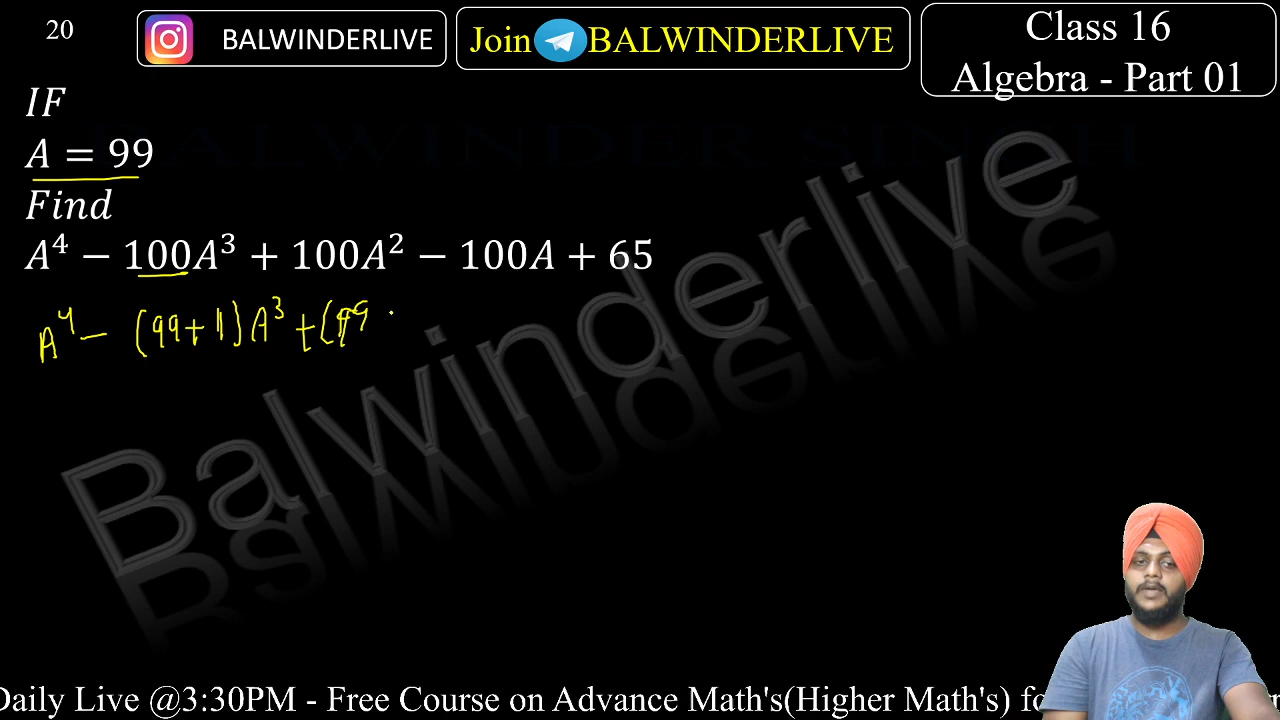 20
BALWINDERLIVE
Join BALWINDERLIVE
Class 16
Algebra - Part 01
IF
A = 99
Find
A⁴ − 100A³ + 100A² − 100A + 65
A⁴ − (99+1)A³ + (99
Balwinderlive
Daily Live @3:30PM - Free Course on Advance Math's(Higher Math's) fo